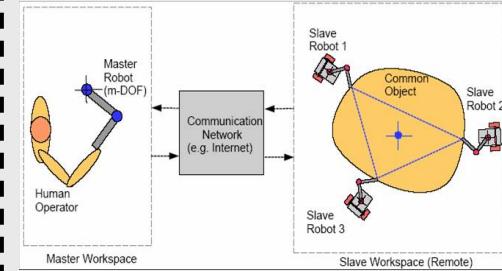 Master
Robot
(m-DOF)
Human
Operator
Master Workspace
Communication
Network
(e.g. Internet)
Slave
Robot 1
Common
Object
Slave
Robot 2
Slave
Robot 3
Slave Workspace (Remote)